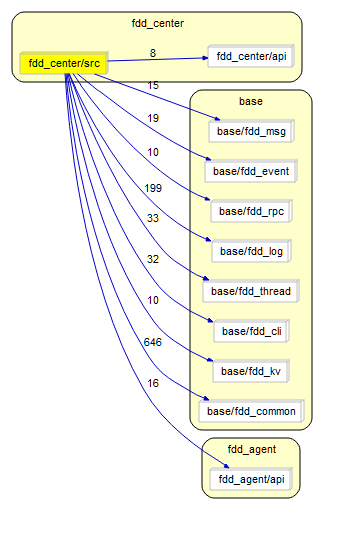 fdd_center
8
fdd_center/src
fdd_center/api
15
base
19
base/fdd_msg
10
base/fdd_event
199
base/fdd_rpc
33
base/fdd_log
32
base/fdd_thread
10
base/fdd_cli
646
base/fdd_kv
16
base/fdd_common
fdd_agent
fdd_agent/api